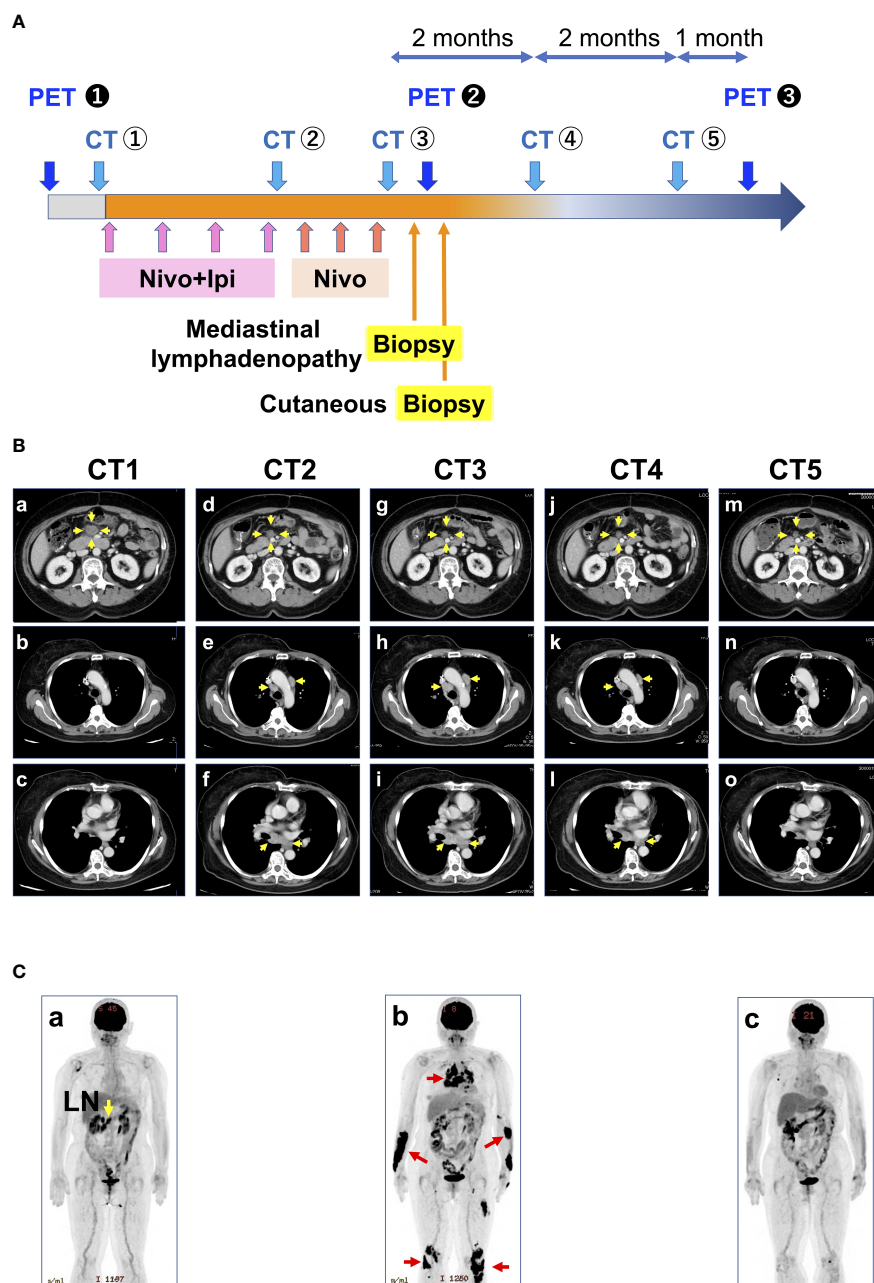 A
2 months 2 months 1 month
PET ❶ PET ❷ PET ❸
CT ① CT ② CT ③ CT ④ CT ⑤
Nivo+Ipi Nivo
Mediastinal
lymphadenopathy Biopsy
Cutaneous Biopsy
B
CT1 CT2 CT3 CT4 CT5
a d g j m
b e h k n
c f i l o
C
a b c
LN